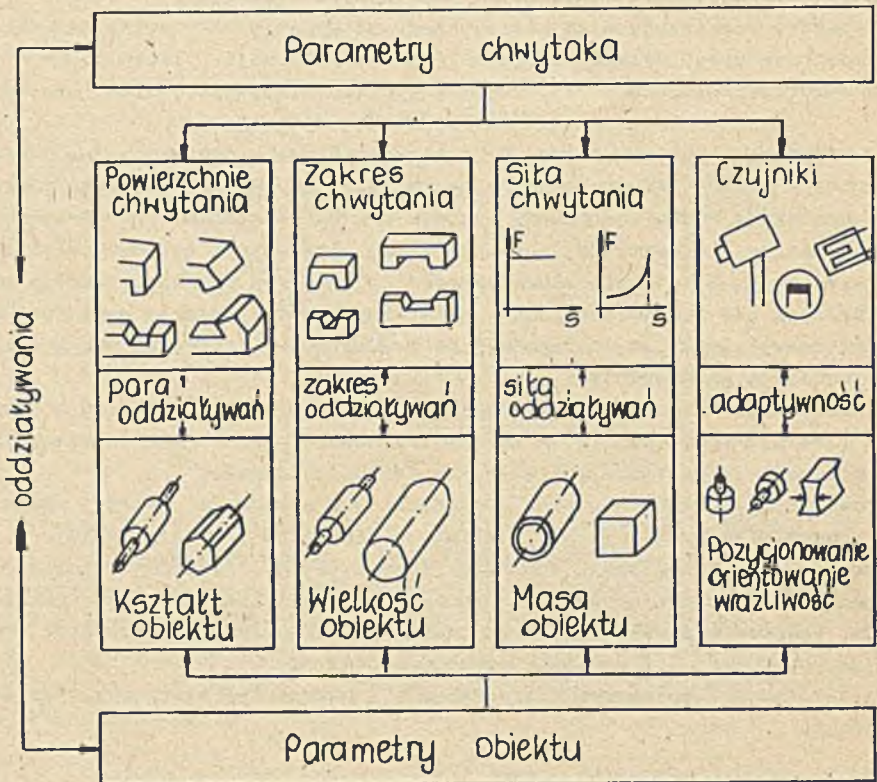 Parametry chwytaka
oddziaływania
Powierzchnie
chwytania
para
oddziaływań
Kształt
obiektu
Zakres
chwytania
zakres
oddziaływań
Wielkość
obiektu
Siła
chwytania
F
S
F
S
siła
oddziaływań
Masa
obiektu
Czujniki
adaptywność
Pozycjonowanie
orientowanie
wrażliwość
Parametry obiektu